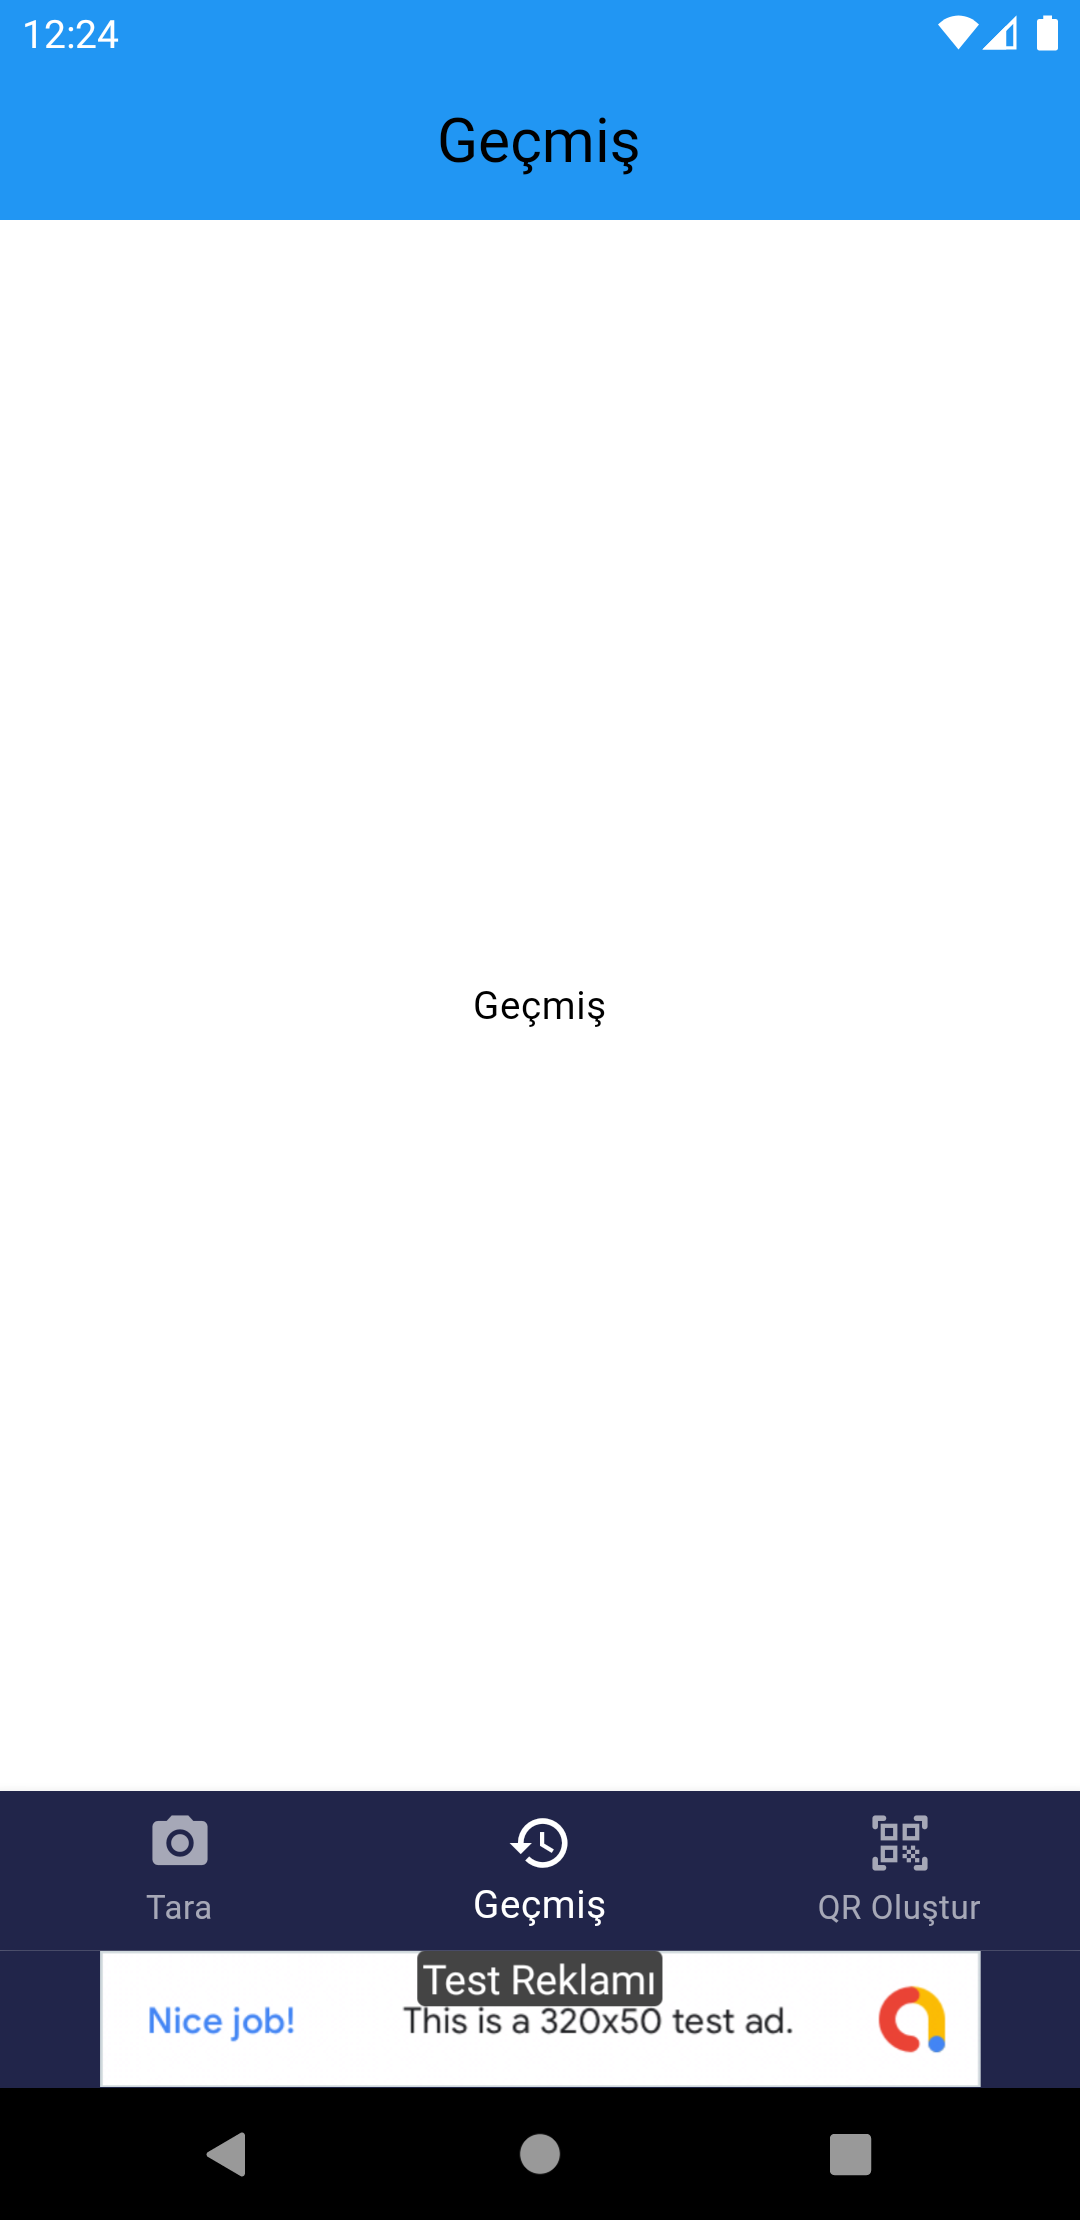 12:24
Geçmiş
Geçmiş
Tara
Geçmiş
QR Oluştur
Test Reklamı
Nice job!
This is a 320x50 test ad.